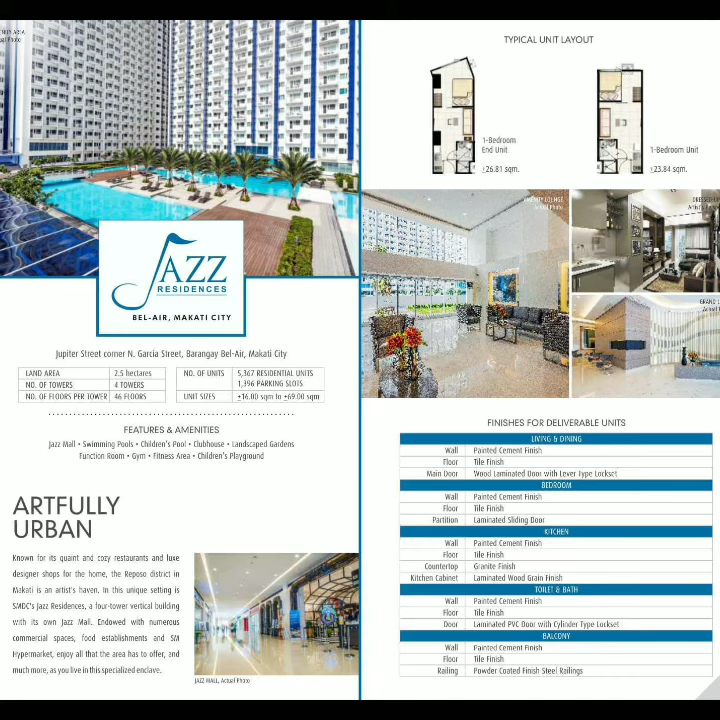 ual Photo
JAZZ
RESIDENCES
BEL-AIR, MAKATI CITY
Jupiter Street corner N. Garcia Street, Barangay Bel-Air, Makati City
LAND AREA 2.5 hectares
NO. OF TOWERS 4 TOWERS
NO. OF FLOORS PER TOWER 46 FLOORS
NO. OF UNITS 5,367 RESIDENTIAL UNITS
1,396 PARKING SLOTS
UNIT SIZES ±16.00 sqm to ±69.00 sqm
FEATURES & AMENITIES
Jazz Mall • Swimming Pools • Children's Pool • Clubhouse • Landscaped Gardens
Function Room • Gym • Fitness Area • Children's Playground
ARTFULLY
URBAN
Known for its quaint and cozy restaurants and luxe
designer shops for the home, the Reposo district in
Makati is an artist's haven. In this unique setting is
SMDC's Jazz Residences, a four-tower vertical building
with its own Jazz Mall. Endowed with numerous
commercial spaces, food establishments and SM
Hypermarket, enjoy all that the area has to offer, and
much more, as you live in this specialized enclave.
JAZZ MALL, Actual Photo
TYPICAL UNIT LAYOUT
1-Bedroom
End Unit
±26.81 sqm.
1-Bedroom Unit
±23.84 sqm.
AMENITY LOUNGE
Actual Photo
DRESSED-UP
Artist's
GRAND L
Actual
FINISHES FOR DELIVERABLE UNITS
LIVING & DINING
Wall Painted Cement Finish
Floor Tile Finish
Main Door Wood Laminated Door with Lever Type Lockset
BEDROOM
Wall Painted Cement Finish
Floor Tile Finish
Partition Laminated Sliding Door
KITCHEN
Wall Painted Cement Finish
Floor Tile Finish
Countertop Granite Finish
Kitchen Cabinet Laminated Wood Grain Finish
TOILET & BATH
Wall Painted Cement Finish
Floor Tile Finish
Door Laminated PVC Door with Cylinder Type Lockset
BALCONY
Wall Painted Cement Finish
Floor Tile Finish
Railing Powder Coated Finish Steel Railings